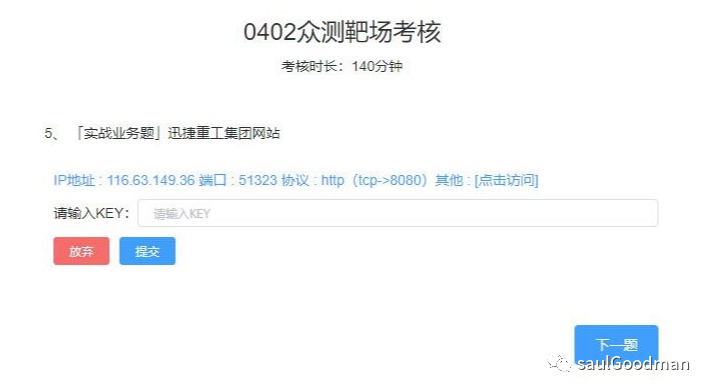 0402众测靶场考核
考核时长：140分钟
5、 「实战业务题」迅捷重工集团网站
IP地址 : 116.63.149.36 端口 : 51323 协议 : http（tcp->8080）其他 : [点击访问]
请输入KEY： 请输入KEY
放弃 提交
下一题
saulGoodman